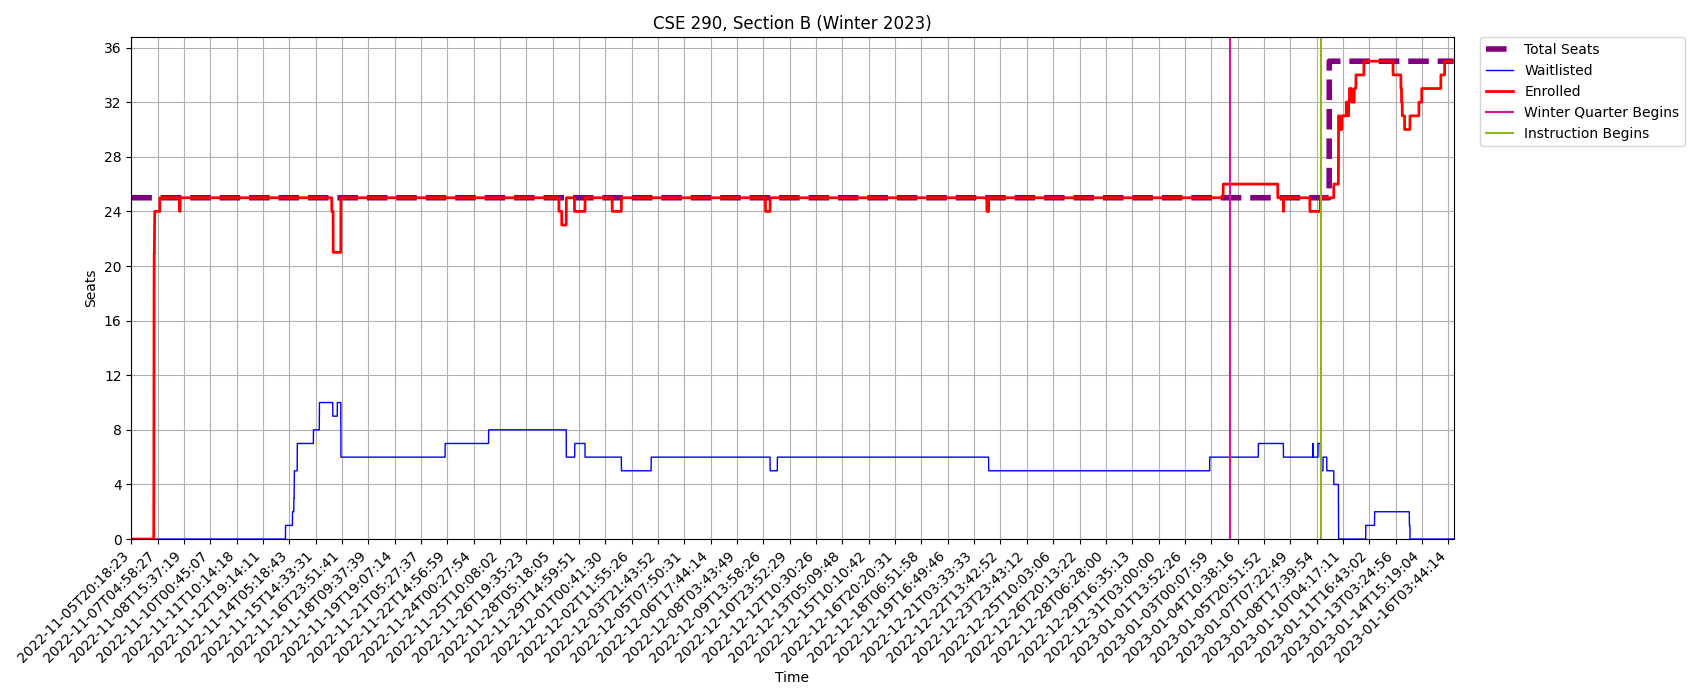 CSE 290, Section B (Winter 2023)
Total Seats
Waitlisted
Enrolled
Winter Quarter Begins
Instruction Begins
Seats
36
32
28
24
20
16
12
8
4
0
2022-11-05T20:18:23
2022-11-07T04:58:27
2022-11-08T15:37:19
2022-11-10T00:45:07
2022-11-11T10:14:18
2022-11-12T19:14:11
2022-11-14T05:18:43
2022-11-15T14:33:31
2022-11-16T23:51:41
2022-11-18T09:37:39
2022-11-19T19:07:14
2022-11-21T05:27:37
2022-11-22T14:56:59
2022-11-24T00:27:54
2022-11-25T10:08:02
2022-11-26T19:35:23
2022-11-28T05:18:05
2022-11-29T14:59:51
2022-12-01T00:41:30
2022-12-02T11:55:26
2022-12-03T21:43:52
2022-12-05T07:50:31
2022-12-06T17:44:14
2022-12-08T03:43:49
2022-12-09T13:58:26
2022-12-10T23:52:29
2022-12-12T10:30:26
2022-12-13T15:09:48
2022-12-15T10:10:42
2022-12-16T20:20:31
2022-12-18T06:51:58
2022-12-19T16:49:46
2022-12-21T03:33:33
2022-12-22T13:42:52
2022-12-23T23:43:12
2022-12-25T10:03:06
2022-12-26T20:13:22
2022-12-28T06:28:00
2022-12-29T16:35:13
2022-12-31T03:00:00
2023-01-01T13:52:26
2023-01-03T00:07:59
2023-01-04T10:38:16
2023-01-05T20:51:52
2023-01-07T07:22:49
2023-01-08T17:39:54
2023-01-10T04:17:11
2023-01-11T16:43:02
2023-01-13T03:24:56
2023-01-14T15:19:04
2023-01-16T03:44:14
Time